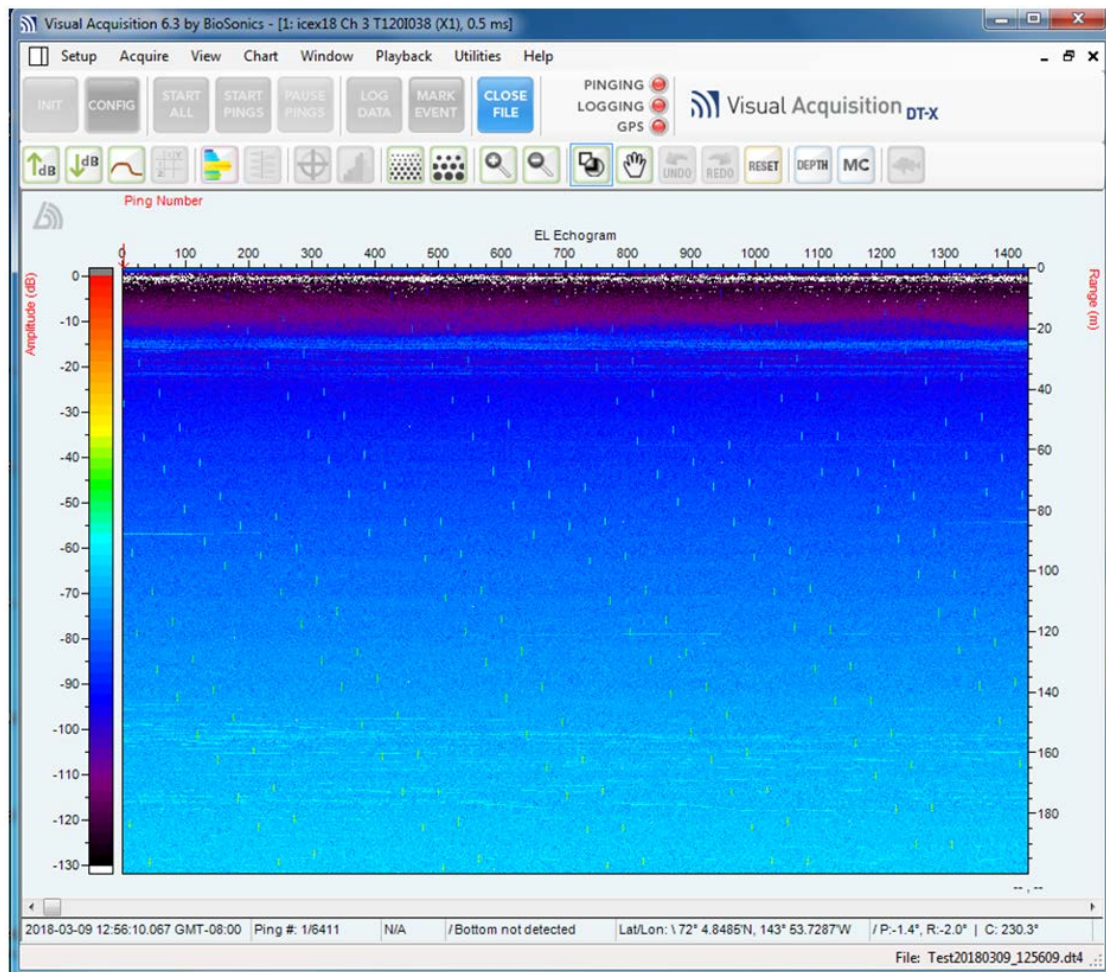 Visual Acquisition 6.3 by BioSonics - [1: icex18 Ch 3 T120I038 (X1), 0.5 ms]
Setup Acquire View Chart Window Playback Utilities Help
INIT CONFIG START ALL START PINGS PAUSE PINGS LOG DATA MARK EVENT CLOSE FILE
PINGING
LOGGING
GPS
Visual Acquisition DT-X
dB dB UNDO REDO RESET DEPTH MC
Ping Number
EL Echogram
0 100 200 300 400 500 600 700 800 900 1000 1100 1200 1300 1400
Amplitude (dB)
0
-10
-20
-30
-40
-50
-60
-70
-80
-90
-100
-110
-120
-130
Range (m)
0
20
40
60
80
100
120
140
160
180
-- , --
2018-03-09 12:56:10.067 GMT-08:00 Ping #: 1/6411 N/A / Bottom not detected Lat/Lon: \ 72° 4.8485'N, 143° 53.7287'W / P:-1.4°, R:-2.0° | C: 230.3°
File: Test20180309_125609.dt4